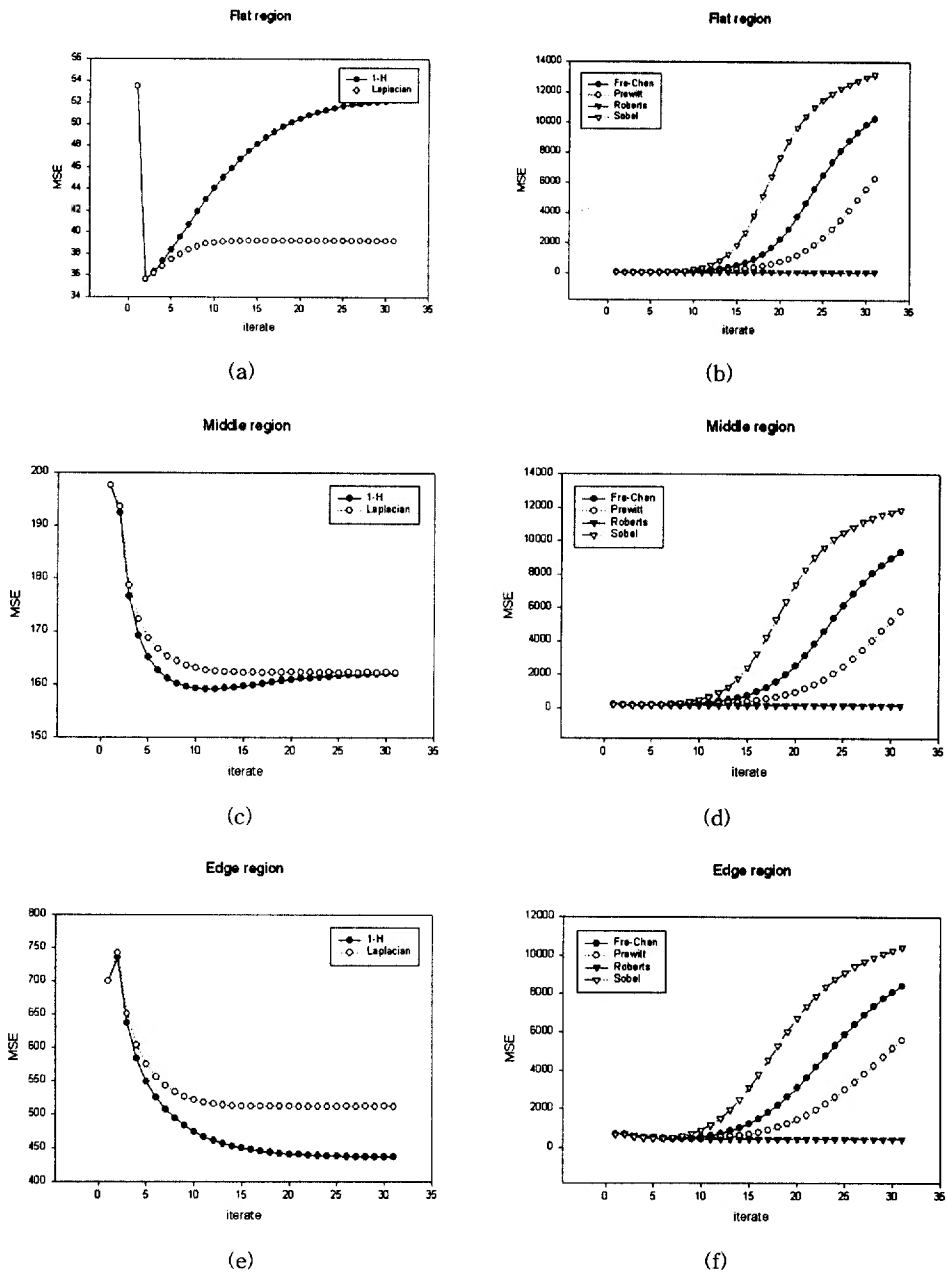 Flat region
56
54
52
50
48
46
44
42
40
38
36
34
MSE
1-H
Laplacian
0 5 10 15 20 25 30 35
iterate
(a)
Flat region
14000
12000
10000
8000
6000
4000
2000
0
MSE
Fre-Chen
Prewitt
Roberts
Sobel
0 5 10 15 20 25 30 35
iterate
(b)
Middle region
200
190
180
170
160
150
MSE
1-H
Laplacian
0 5 10 15 20 25 30 35
iterate
(c)
Middle region
14000
12000
10000
8000
6000
4000
2000
0
MSE
Fre-Chen
Prewitt
Roberts
Sobel
0 5 10 15 20 25 30 35
iterate
(d)
Edge region
800
750
700
650
600
550
500
450
400
MSE
1-H
Laplacian
0 5 10 15 20 25 30 35
iterate
(e)
Edge region
12000
10000
8000
6000
4000
2000
0
MSE
Fre-Chen
Prewitt
Roberts
Sobel
0 5 10 15 20 25 30 35
iterate
(f)